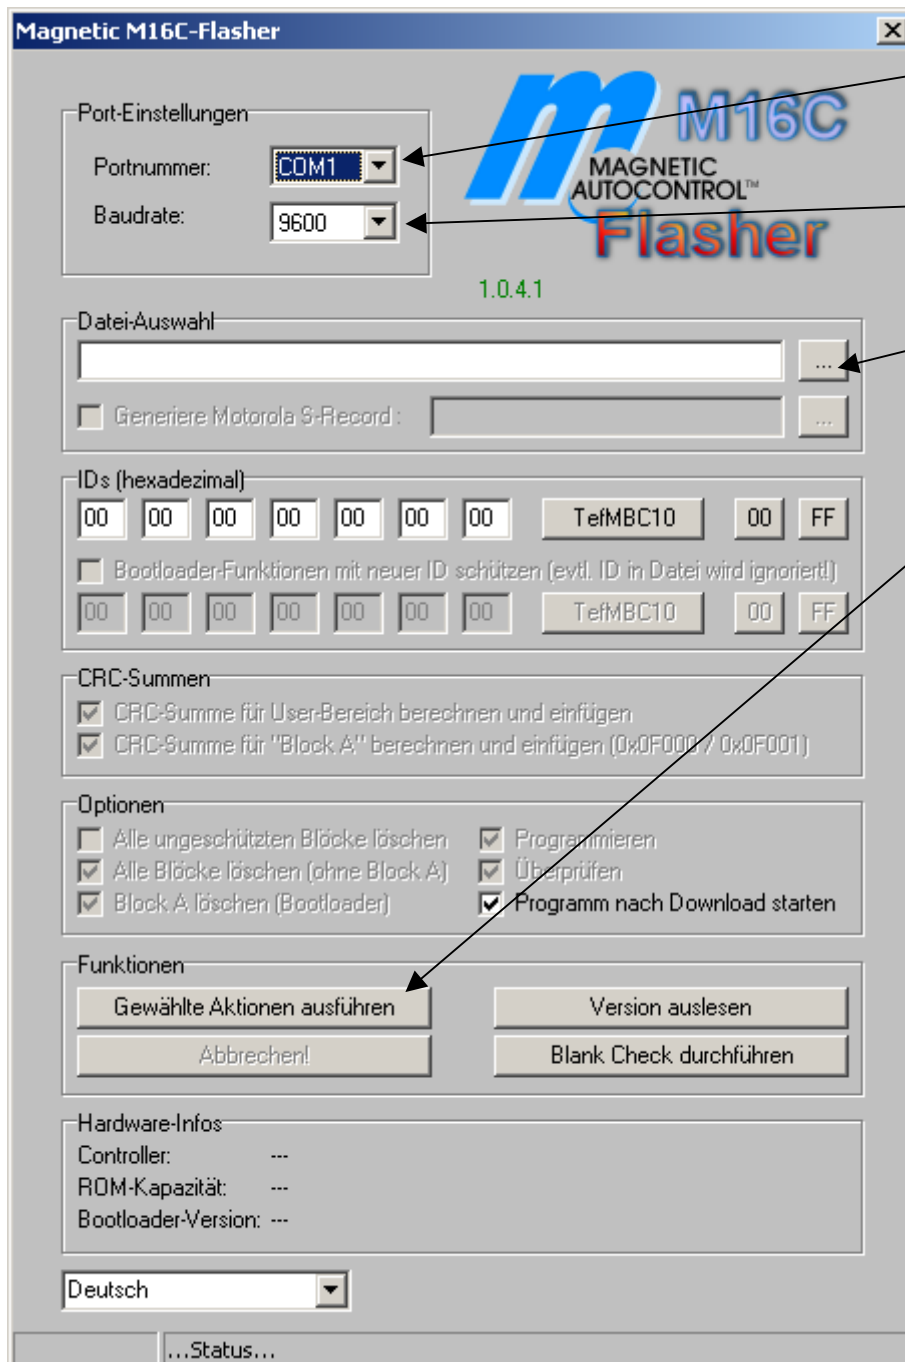 Magnetic M16C-Flasher
Port-Einstellungen
Portnummer: COM1
Baudrate: 9600
M16C
MAGNETIC
AUTOCONTROL™
Flasher
1.0.4.1
Datei-Auswahl
...
Generiere Motorola S-Record : ...
IDs (hexadezimal)
00 00 00 00 00 00 00 TefMBC10 00 FF
Bootloader-Funktionen mit neuer ID schützen (evtl. ID in Datei wird ignoriert!)
00 00 00 00 00 00 00 TefMBC10 00 FF
CRC-Summen
CRC-Summe für User-Bereich berechnen und einfügen
CRC-Summe für "Block A" berechnen und einfügen (0x0F000 / 0x0F001)
Optionen
Alle ungeschützten Blöcke löschen Programmieren
Alle Blöcke löschen (ohne Block A) Überprüfen
Block A löschen (Bootloader) Programm nach Download starten
Funktionen
Gewählte Aktionen ausführen Version auslesen
Abbrechen! Blank Check durchführen
Hardware-Infos
Controller: ---
ROM-Kapazität: ---
Bootloader-Version: ---
Deutsch
...Status...